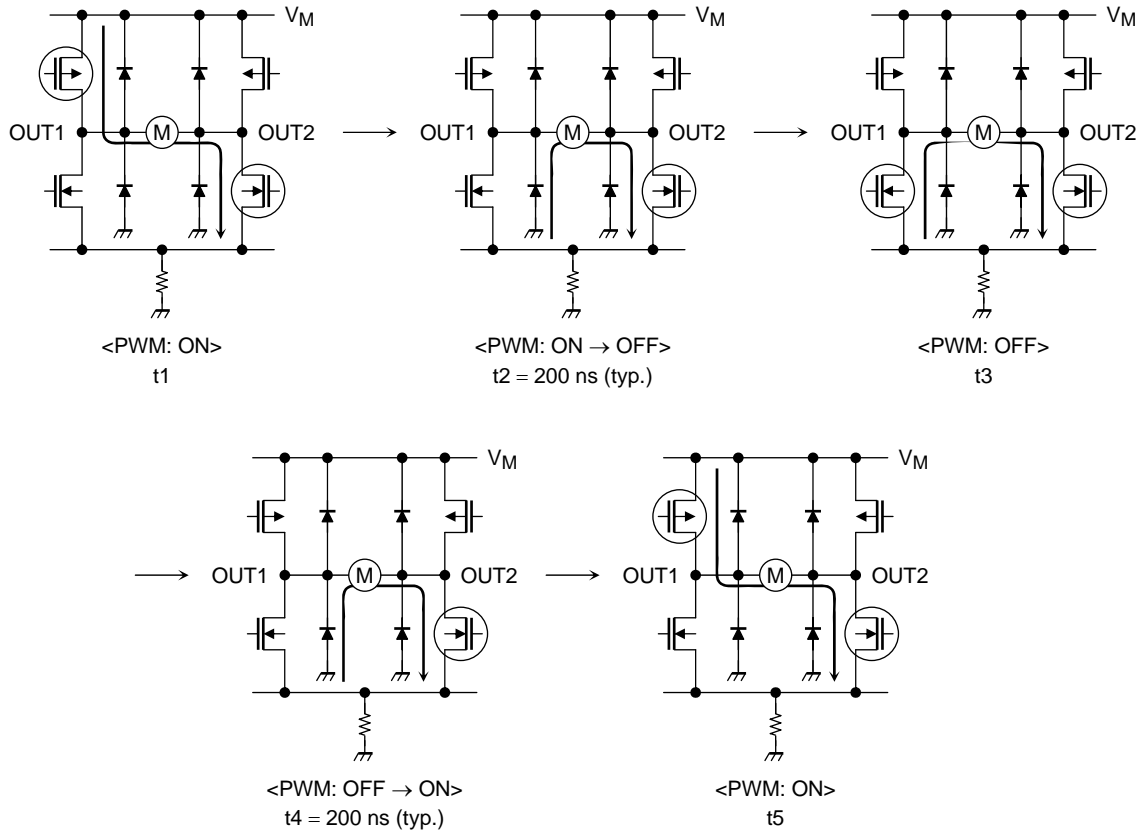 V_M
OUT1 M OUT2
<PWM: ON>
t1
V_M
OUT1 M OUT2
<PWM: ON → OFF>
t2 = 200 ns (typ.)
V_M
OUT1 M OUT2
<PWM: OFF>
t3
V_M
OUT1 M OUT2
<PWM: OFF → ON>
t4 = 200 ns (typ.)
V_M
OUT1 M OUT2
<PWM: ON>
t5